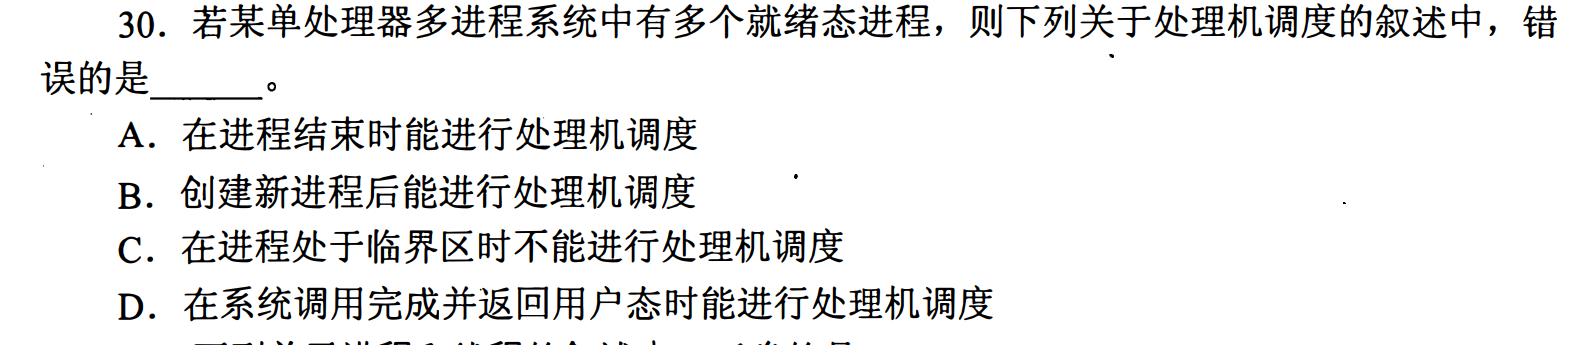 30. 若某单处理器多进程系统中有多个就绪态进程，则下列关于处理机调度的叙述中，错
误的是______。
A. 在进程结束时能进行处理机调度
B. 创建新进程后能进行处理机调度
C. 在进程处于临界区时不能进行处理机调度
D. 在系统调用完成并返回用户态时能进行处理机调度